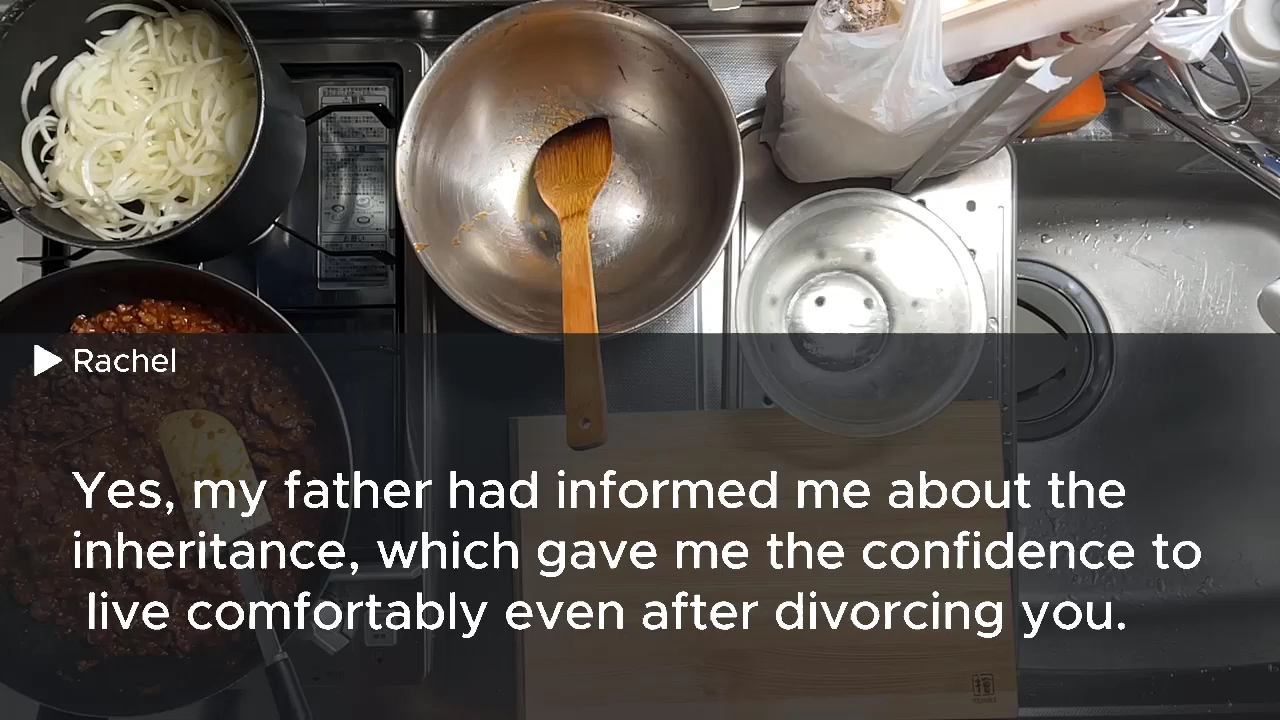 Rachel
Yes, my father had informed me about the
inheritance, which gave me the confidence to
live comfortably even after divorcing you.